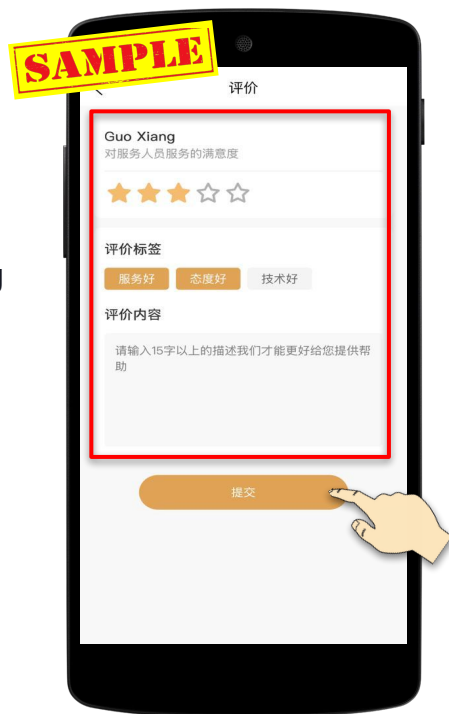 SAMPLE
评价
Guo Xiang
对服务人员服务的满意度
评价标签
服务好 态度好 技术好
评价内容
请输入15字以上的描述我们才能更好给您提供帮
助
提交